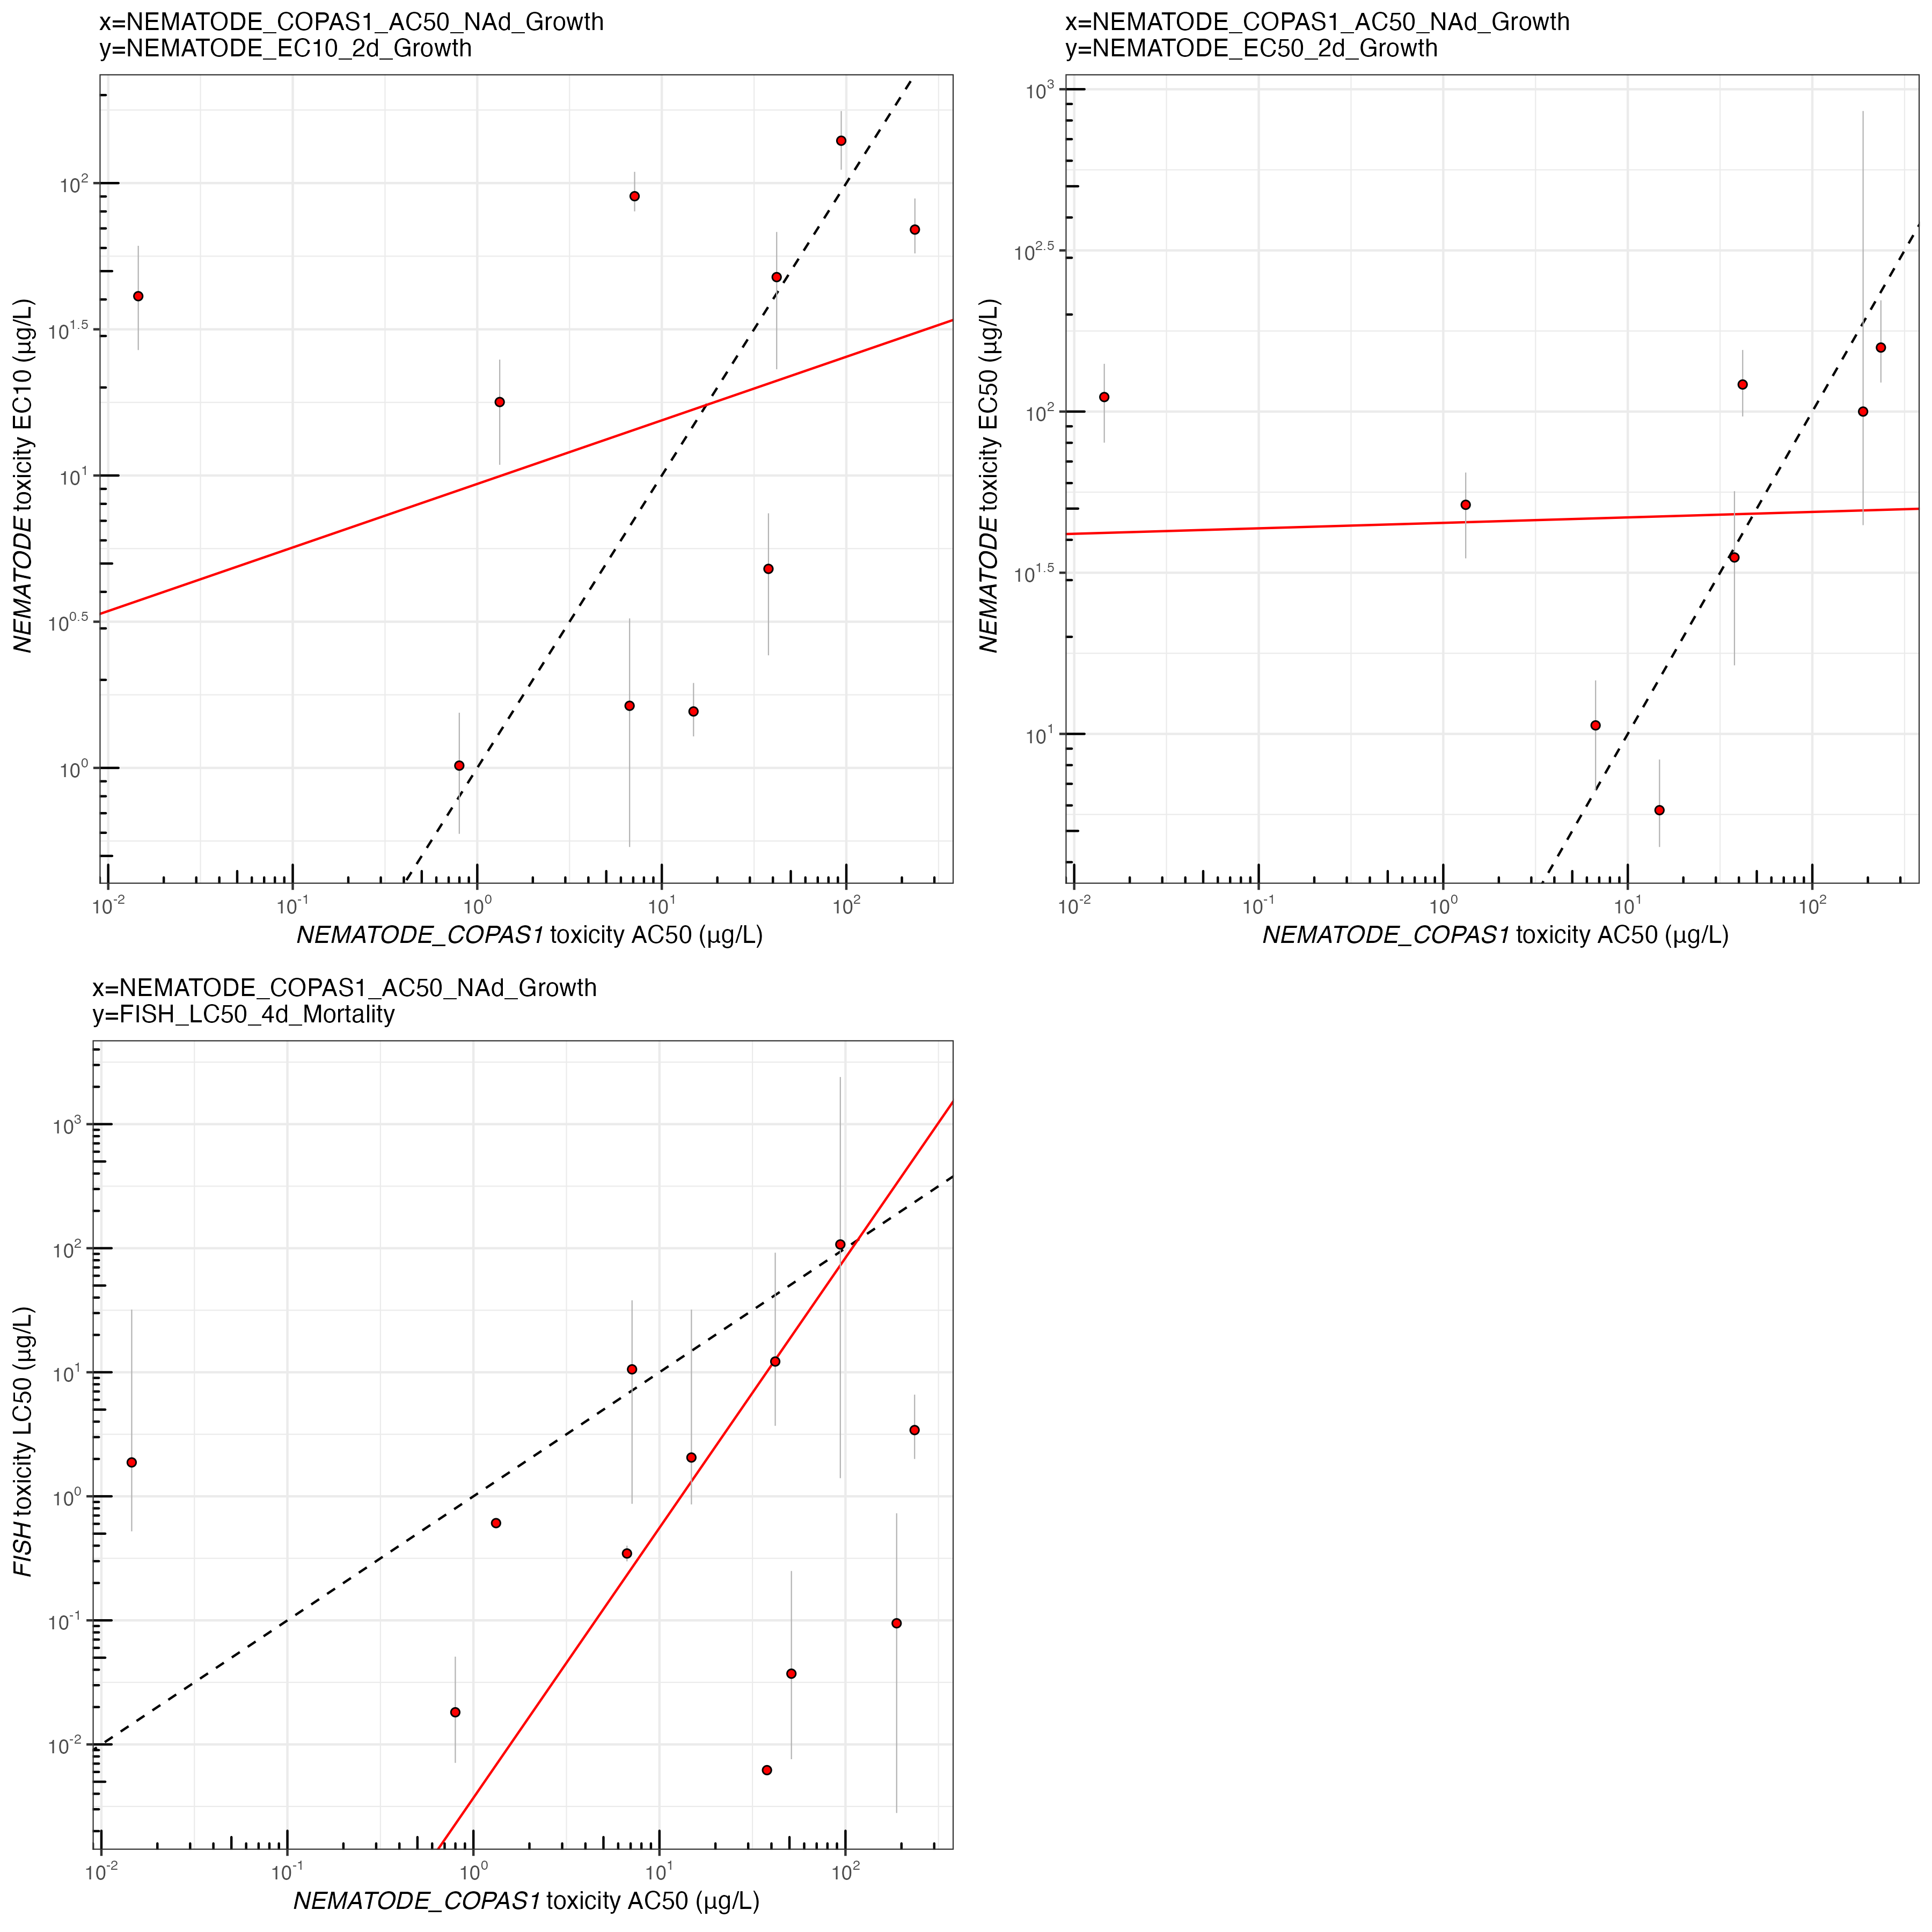 x=NEMATODE_COPAS1_AC50_NAd_Growth
y=NEMATODE_EC10_2d_Growth
10^2
10^1.5
10^1
10^0.5
10^0
NEMATODE toxicity EC10 (µg/L)
10^-2 10^-1 10^0 10^1 10^2
NEMATODE_COPAS1 toxicity AC50 (µg/L)
x=NEMATODE_COPAS1_AC50_NAd_Growth
y=NEMATODE_EC50_2d_Growth
10^3
10^2.5
10^2
10^1.5
10^1
NEMATODE toxicity EC50 (µg/L)
10^-2 10^-1 10^0 10^1 10^2
NEMATODE_COPAS1 toxicity AC50 (µg/L)
x=NEMATODE_COPAS1_AC50_NAd_Growth
y=FISH_LC50_4d_Mortality
10^3
10^2
10^1
10^0
10^-1
10^-2
FISH toxicity LC50 (µg/L)
10^-2 10^-1 10^0 10^1 10^2
NEMATODE_COPAS1 toxicity AC50 (µg/L)